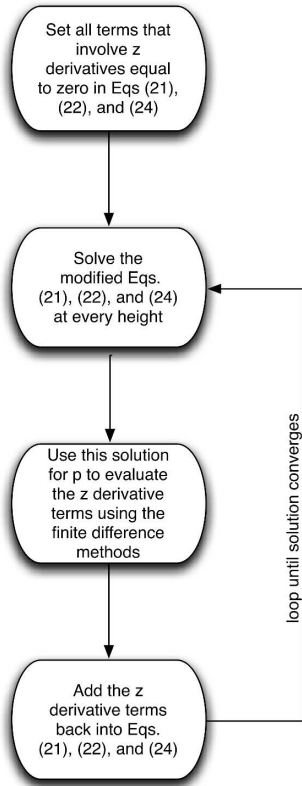 Set all terms that
involve z
derivatives equal
to zero in Eqs (21),
(22), and (24)
Solve the
modified Eqs.
(21), (22), and (24)
at every height
Use this solution
for p to evaluate
the z derivative
terms using the
finite difference
methods
loop until solution converges
Add the z
derivative terms
back into Eqs.
(21), (22), and (24)